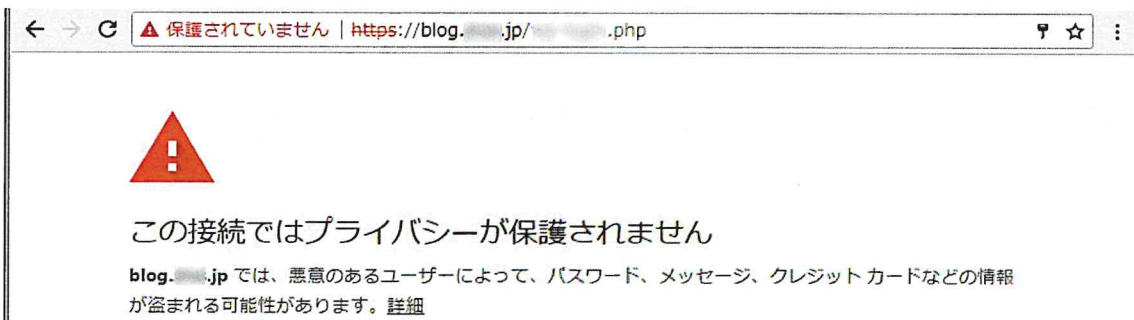 保護されていません | https://blog. .jp/ .php
この接続ではプライバシーが保護されません
blog. .jp では、悪意のあるユーザーによって、パスワード、メッセージ、クレジット カードなどの情報
が盗まれる可能性があります。詳細